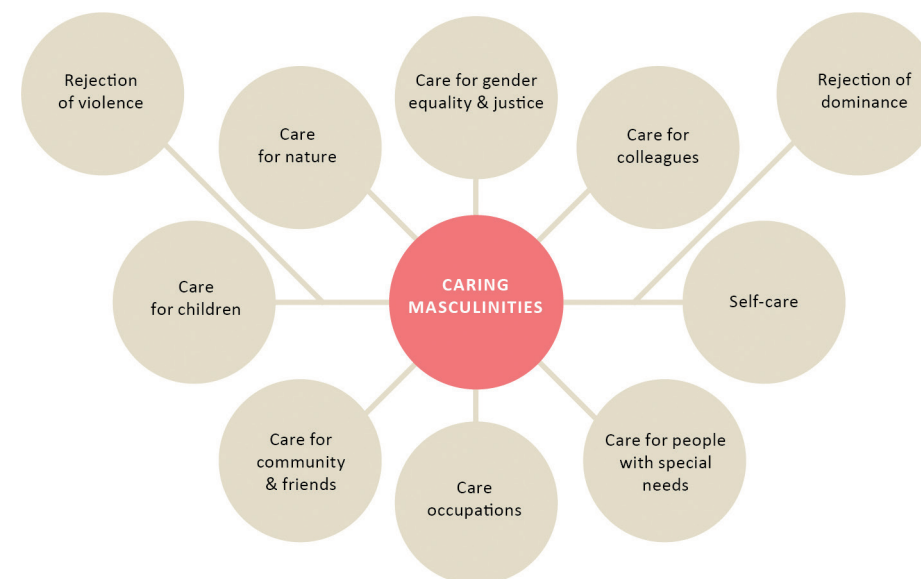 Rejection
of violence
Care
for nature
Care for gender
equality & justice
Care for
colleagues
Rejection of
dominance
Care
for children
CARING
MASCULINITIES
Self-care
Care for
community
& friends
Care
occupations
Care for people
with special
needs